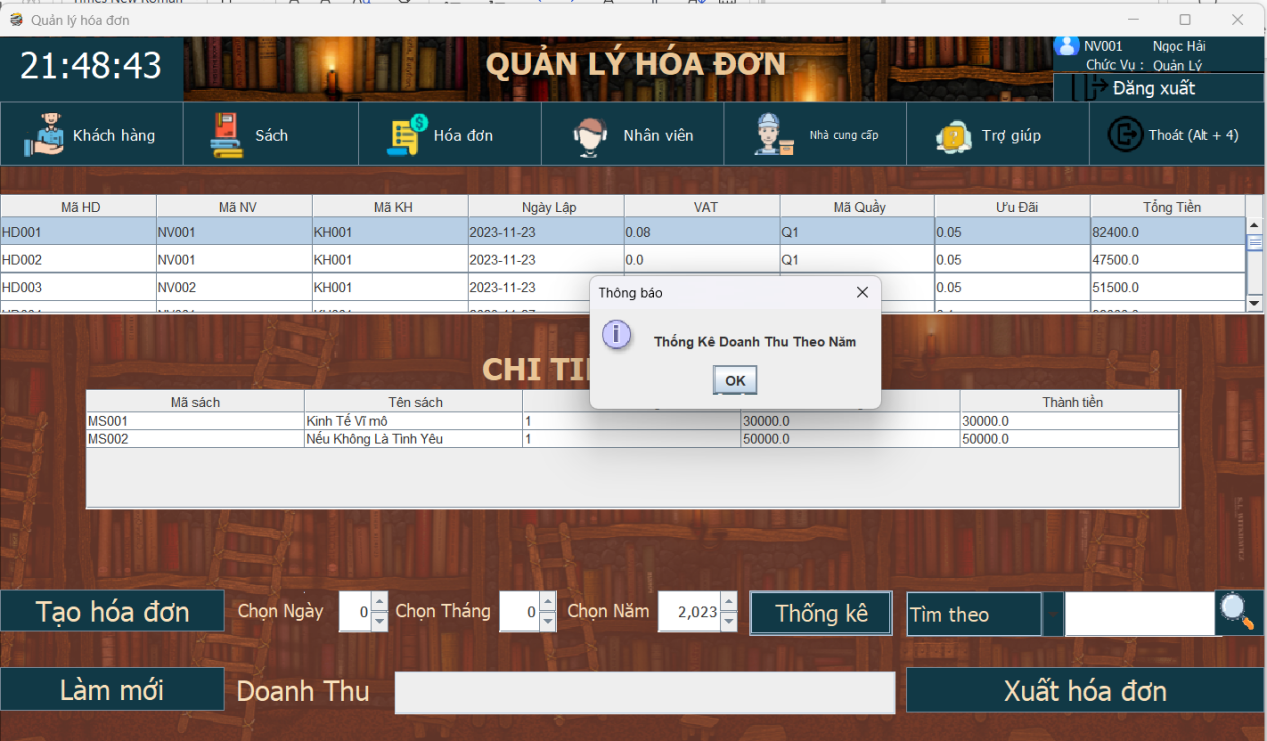 Quản lý hóa đơn
21:48:43
QUẢN LÝ HÓA ĐƠN
NV001 Ngọc Hải
Chức Vụ : Quản Lý
Đăng xuất
Khách hàng Sách Hóa đơn Nhân viên Nhà cung cấp Trợ giúp Thoát (Alt + 4)
Mã HD Mã NV Mã KH Ngày Lập VAT Mã Quầy Ưu Đãi Tổng Tiền
HD001 NV001 KH001 2023-11-23 0.08 Q1 0.05 82400.0
HD002 NV001 KH001 2023-11-23 0.0 Q1 0.05 47500.0
HD003 NV002 KH001 2023-11-23 0.05 51500.0
Thông báo
Thống Kê Doanh Thu Theo Năm
OK
CHI
Mã sách Tên sách Thành tiền
MS001 Kinh Tế Vĩ mô 1 30000.0 30000.0
MS002 Nếu Không Là Tình Yêu 1 50000.0 50000.0
Tạo hóa đơn Chọn Ngày 0 Chọn Tháng 0 Chọn Năm 2,023 Thống kê Tìm theo
Làm mới Doanh Thu Xuất hóa đơn